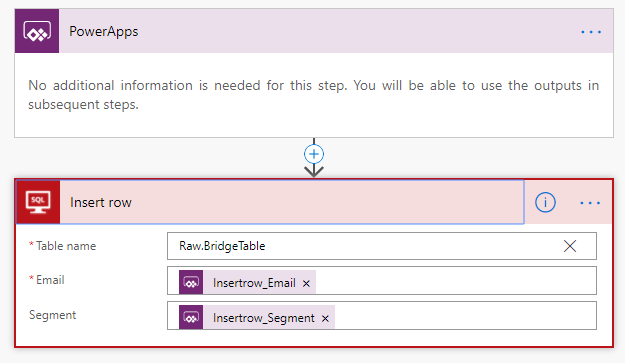 PowerApps
No additional information is needed for this step. You will be able to use the outputs in
subsequent steps.
SQL
Insert row
* Table name
Raw.BridgeTable
* Email
Insertrow_Email ×
Segment
Insertrow_Segment ×